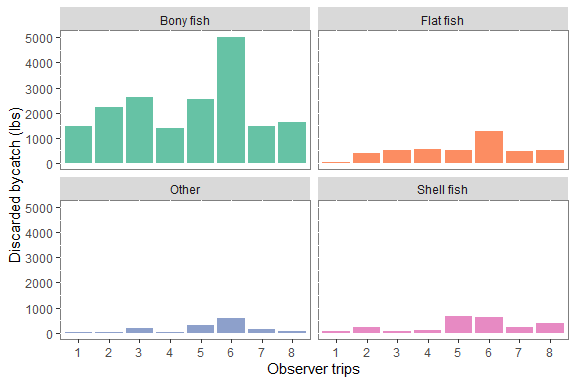 Bony fish
Flat fish
5000
4000
3000
2000
1000
0
Other
Shell fish
5000
4000
3000
2000
1000
0
Discarded bycatch (lbs)
1 2 3 4 5 6 7 8
1 2 3 4 5 6 7 8
Observer trips